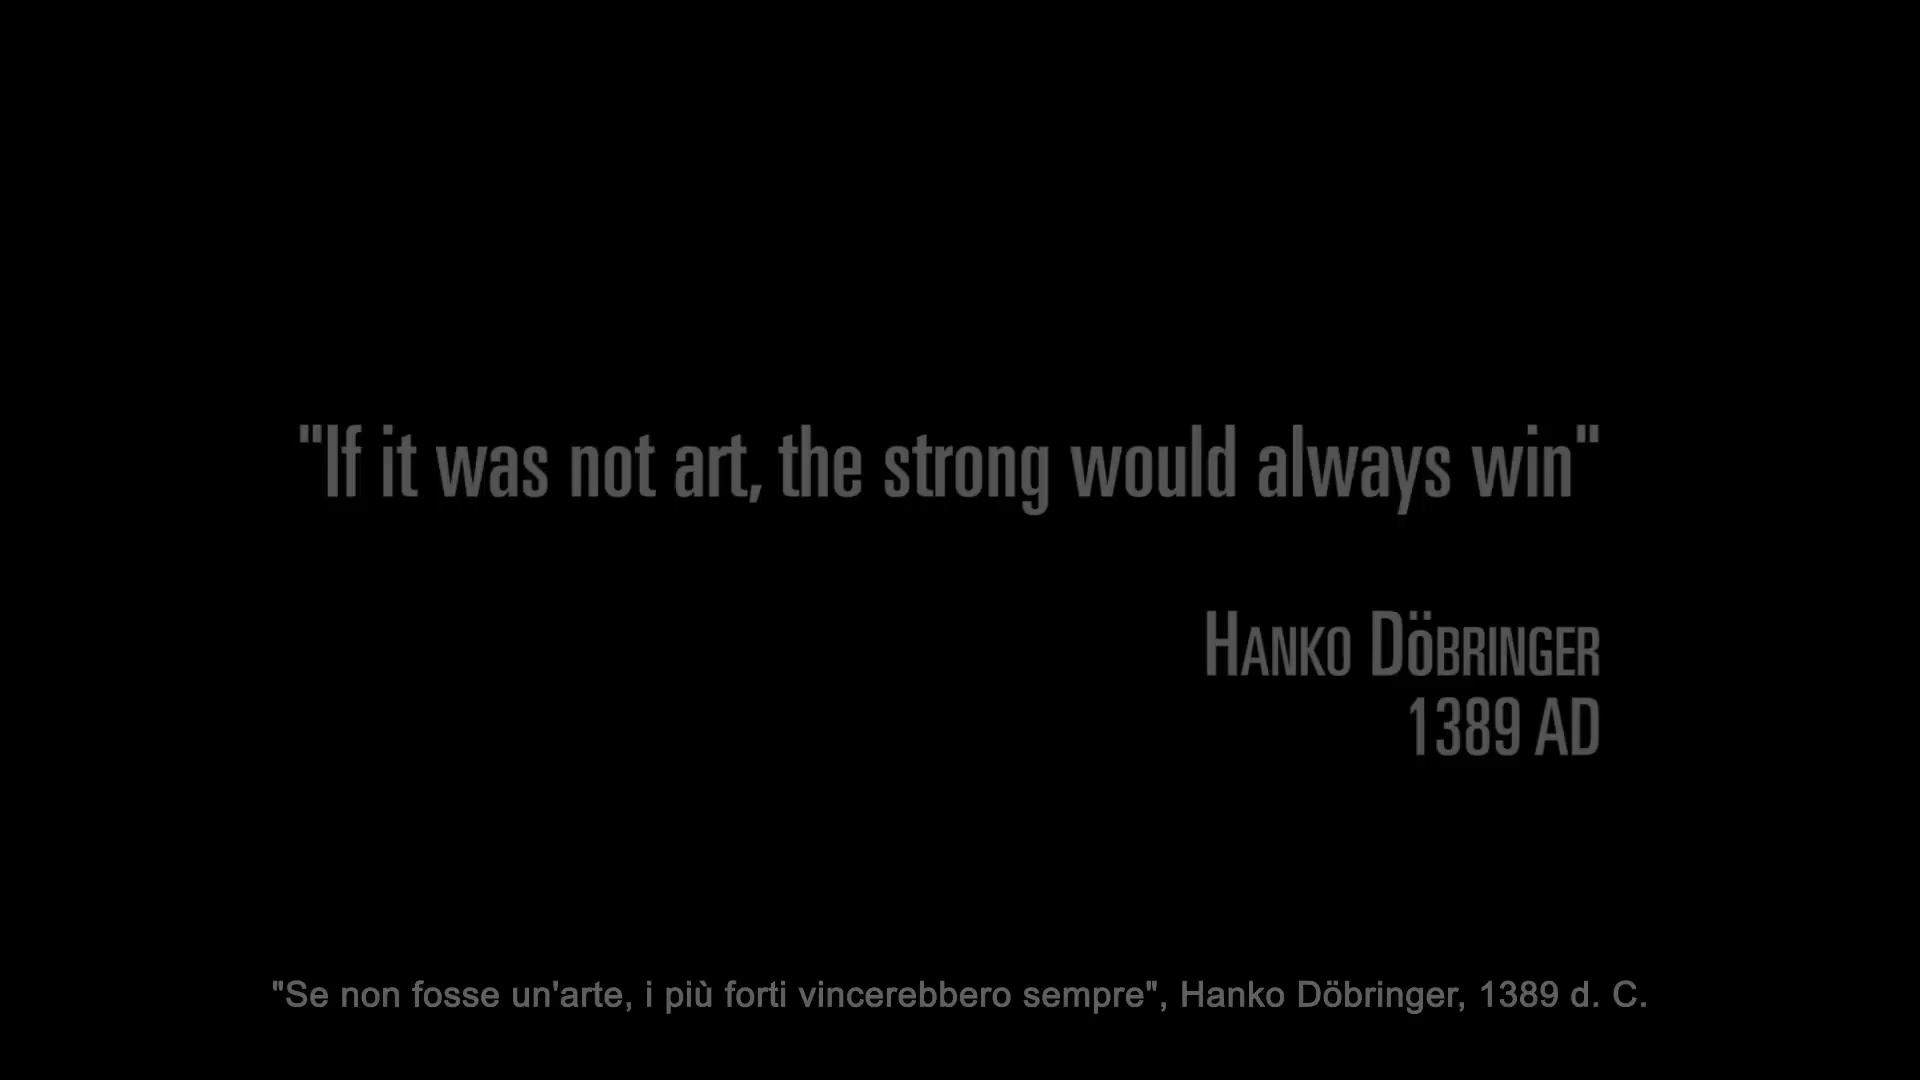 "If it was not art, the strong would always win"
Hanko Döbringer
1389 AD
"Se non fosse un'arte, i più forti vincerebbero sempre", Hanko Döbringer, 1389 d. C.